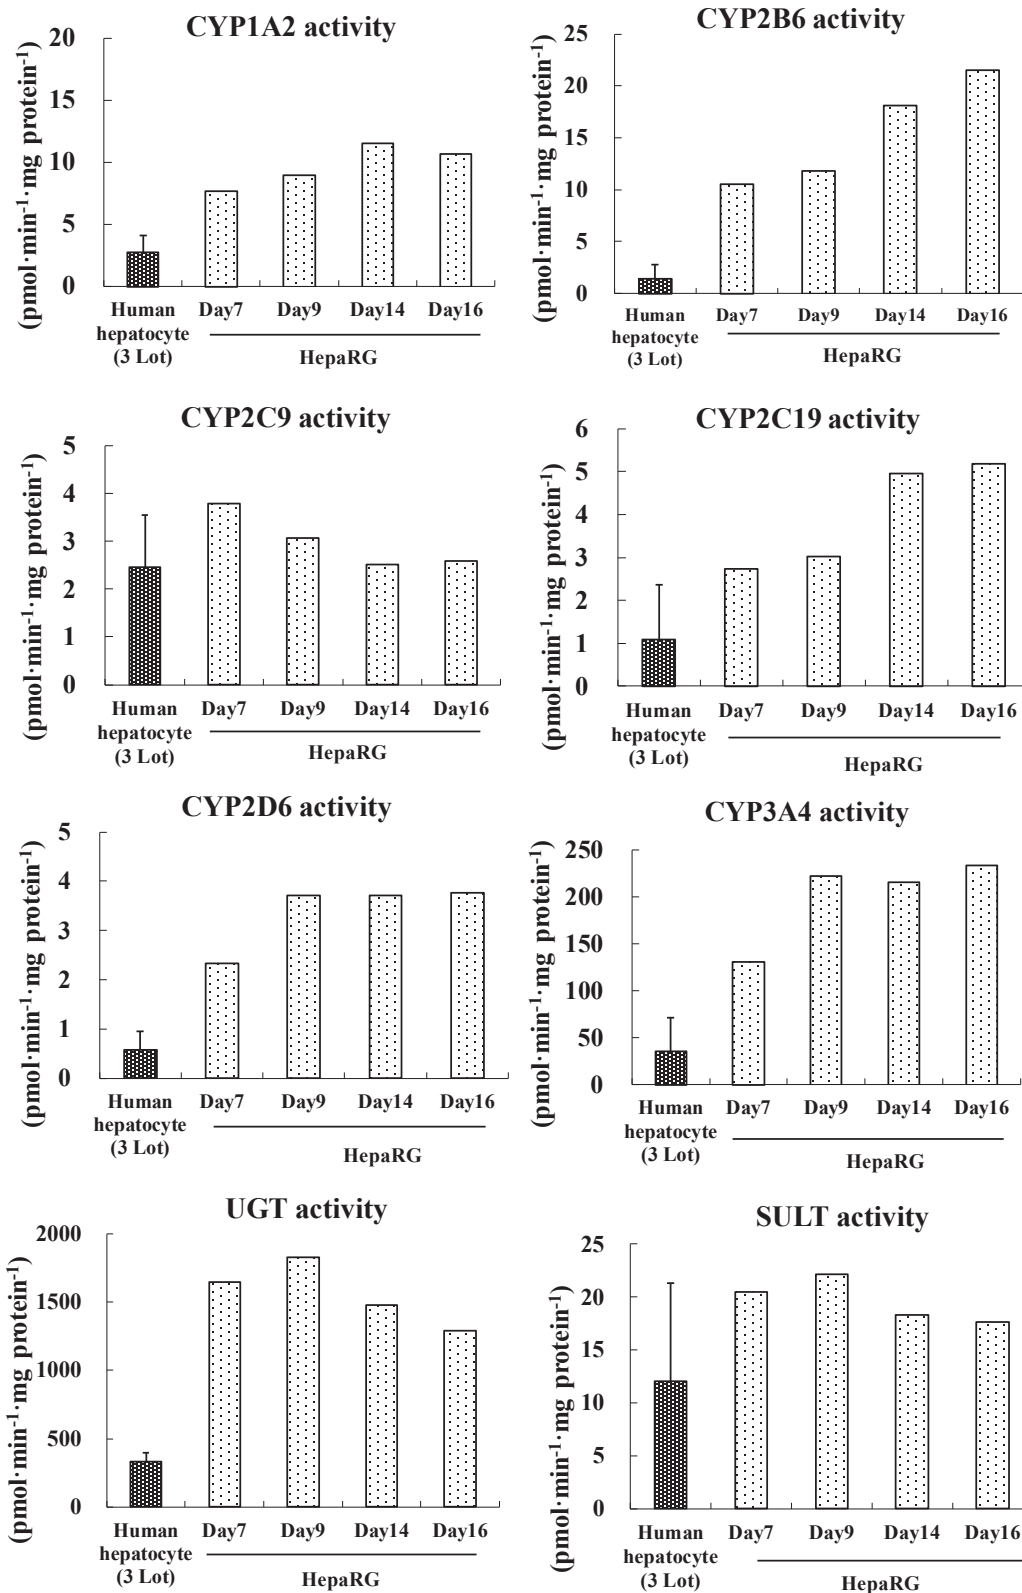 CYP1A2 activity
(pmol·min⁻¹·mg protein⁻¹)
20
15
10
5
0
Human
hepatocyte
(3 Lot)
Day7 Day9 Day14 Day16
HepaRG
CYP2B6 activity
(pmol·min⁻¹·mg protein⁻¹)
25
20
15
10
5
0
Human
hepatocyte
(3 Lot)
Day7 Day9 Day14 Day16
HepaRG
CYP2C9 activity
(pmol·min⁻¹·mg protein⁻¹)
5
4
3
2
1
0
Human
hepatocyte
(3 Lot)
Day7 Day9 Day14 Day16
HepaRG
CYP2C19 activity
(pmol·min⁻¹·mg protein⁻¹)
6
5
4
3
2
1
0
Human
hepatocyte
(3 Lot)
Day7 Day9 Day14 Day16
HepaRG
CYP2D6 activity
(pmol·min⁻¹·mg protein⁻¹)
5
4
3
2
1
0
Human
hepatocyte
(3 Lot)
Day7 Day9 Day14 Day16
HepaRG
CYP3A4 activity
(pmol·min⁻¹·mg protein⁻¹)
250
200
150
100
50
0
Human
hepatocyte
(3 Lot)
Day7 Day9 Day14 Day16
HepaRG
UGT activity
(pmol·min⁻¹·mg protein⁻¹)
2000
1500
1000
500
0
Human
hepatocyte
(3 Lot)
Day7 Day9 Day14 Day16
HepaRG
SULT activity
(pmol·min⁻¹·mg protein⁻¹)
25
20
15
10
5
0
Human
hepatocyte
(3 Lot)
Day7 Day9 Day14 Day16
HepaRG